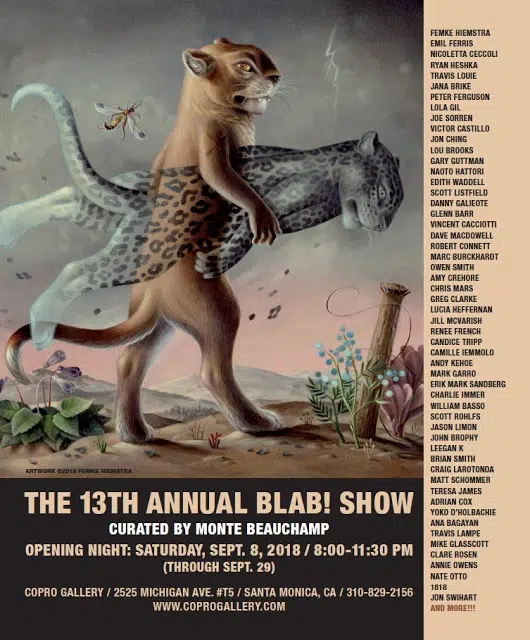 ARTWORK ©2018 FEMKE HIEMSTRA
THE 13TH ANNUAL BLAB! SHOW
CURATED BY MONTE BEAUCHAMP
OPENING NIGHT: SATURDAY, SEPT. 8, 2018 / 8:00-11:30 PM
(THROUGH SEPT. 29)
COPRO GALLERY / 2525 MICHIGAN AVE. #T5 / SANTA MONICA, CA / 310-829-2156
WWW.COPROGALLERY.COM
FEMKE HIEMSTRA
EMIL FERRIS
NICOLETTA CECCOLI
RYAN HESHKA
TRAVIS LOUIE
JANA BRIKE
PETER FERGUSON
LOLA GIL
JOE SORREN
VICTOR CASTILLO
JON CHING
LOU BROOKS
GARY GUTTMAN
NAOTO HATTORI
EDITH WADDELL
SCOTT LISTFIELD
DANNY GALIEOTE
GLENN BARR
VINCENT CACCIOTTI
DAVE MACDOWELL
ROBERT CONNETT
MARC BURCKHARDT
OWEN SMITH
AMY CREHORE
CHRIS MARS
GREG CLARKE
LUCIA HEFFERNAN
JILL MCVARISH
RENEE FRENCH
CANDICE TRIPP
CAMILLE IEMMOLO
ANDY KEHOE
MARK GARRO
ERIK MARK SANDBERG
CHARLIE IMMER
WILLIAM BASSO
SCOTT ROHLFS
JASON LIMON
JOHN BROPHY
LEEGAN K
BRIAN SMITH
CRAIG LAROTONDA
MATT SCHOMMER
TERESA JAMES
ADRIAN COX
YOKO D'HOLBACHIE
ANA BAGAYAN
TRAVIS LAMPE
MIKE GLASSCOTT
CLARE ROSEN
ANNIE OWENS
NATE OTTO
1818
JON SWIHART
AND MORE!!!